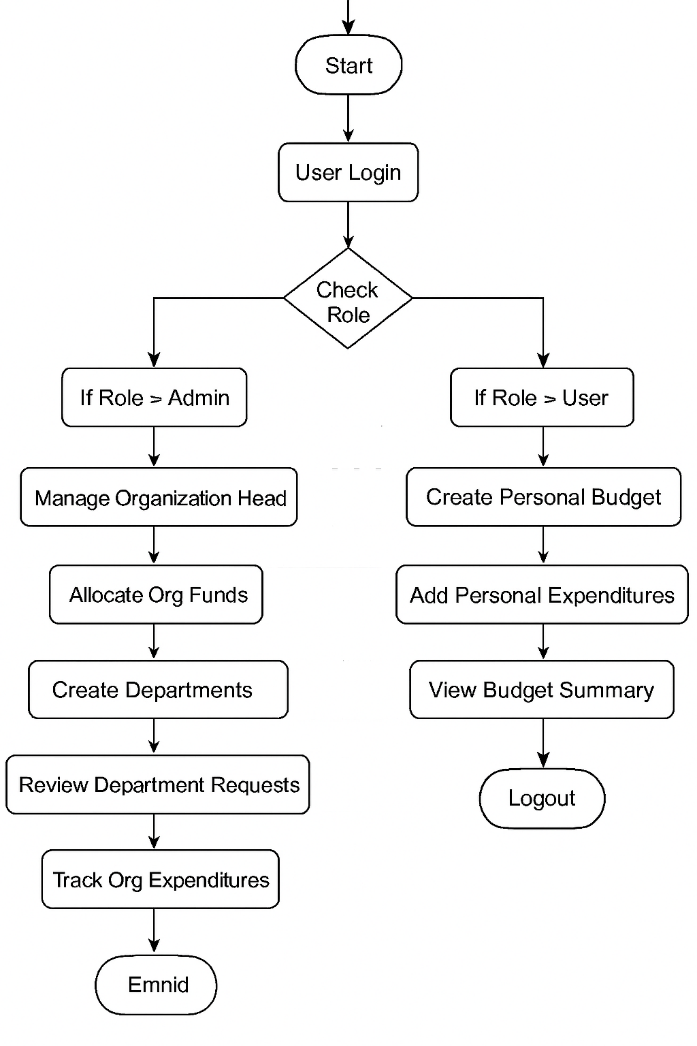 Start
User Login
Check
Role
If Role > Admin
Manage Organization Head
Allocate Org Funds
Create Departments
Review Department Requests
Track Org Expenditures
Emnid
If Role > User
Create Personal Budget
Add Personal Expenditures
View Budget Summary
Logout